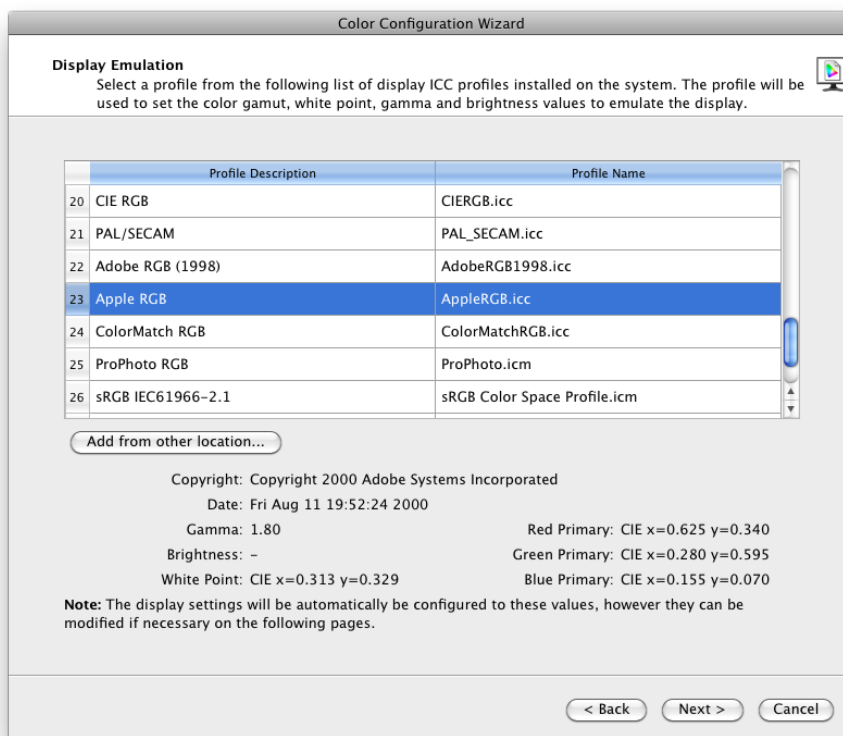 Color Configuration Wizard
Display Emulation
Select a profile from the following list of display ICC profiles installed on the system. The profile will be
used to set the color gamut, white point, gamma and brightness values to emulate the display.
Profile Description Profile Name
20 CIE RGB CIERGB.icc
21 PAL/SECAM PAL_SECAM.icc
22 Adobe RGB (1998) AdobeRGB1998.icc
23 Apple RGB AppleRGB.icc
24 ColorMatch RGB ColorMatchRGB.icc
25 ProPhoto RGB ProPhoto.icm
26 sRGB IEC61966-2.1 sRGB Color Space Profile.icm
Add from other location...
Copyright: Copyright 2000 Adobe Systems Incorporated
Date: Fri Aug 11 19:52:24 2000
Gamma: 1.80 Red Primary: CIE x=0.625 y=0.340
Brightness: – Green Primary: CIE x=0.280 y=0.595
White Point: CIE x=0.313 y=0.329 Blue Primary: CIE x=0.155 y=0.070
Note: The display settings will be automatically be configured to these values, however they can be
modified if necessary on the following pages.
< Back Next > Cancel